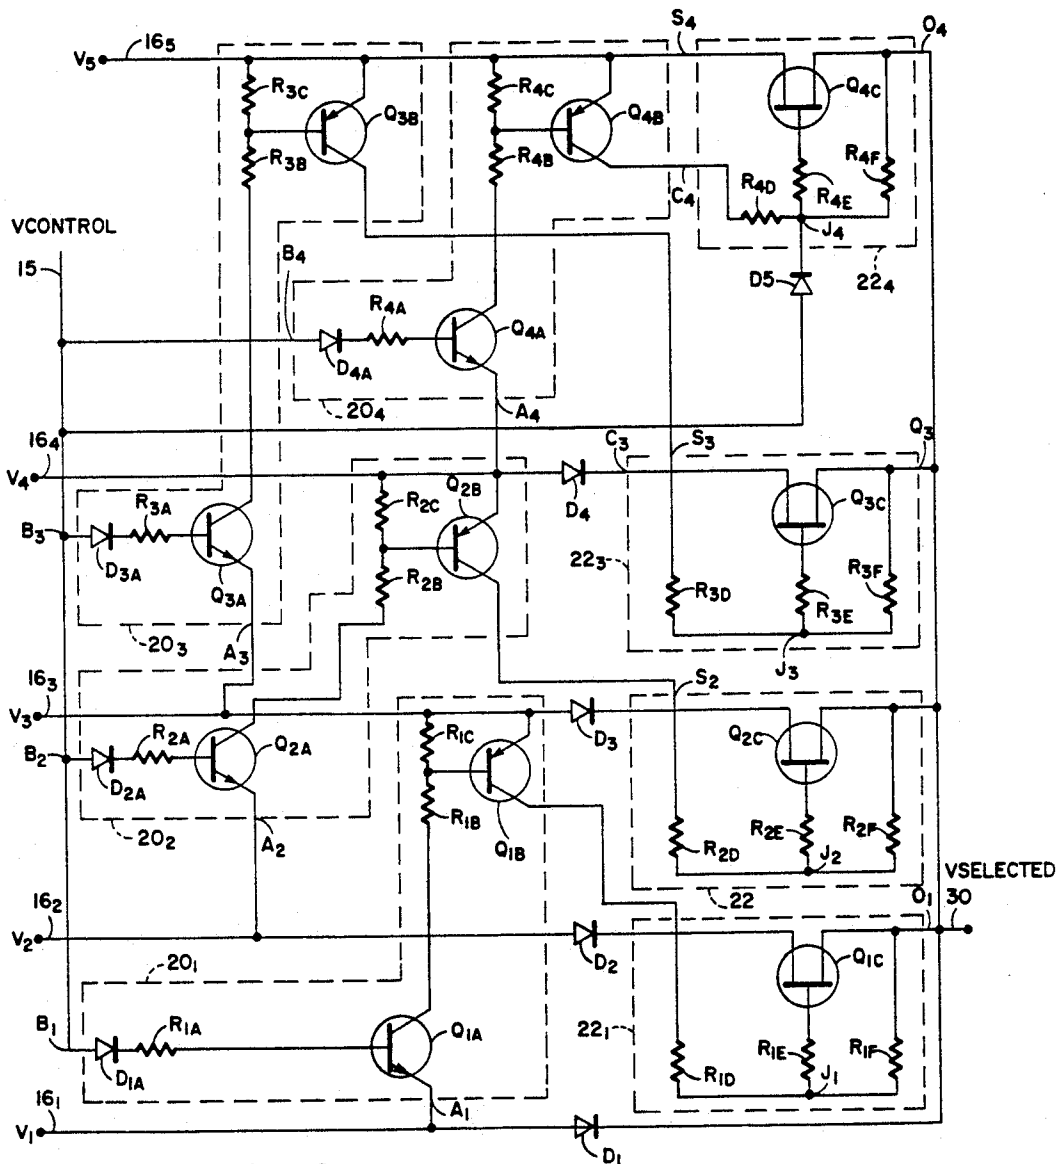 V5 165 S4 O4
R3C Q3B R4C Q4B Q4C
R3B R4B R4F
R4D R4E
C4
VCONTROL J4
15 B4 D5 224
R4A
Q4A
D4A
204 A4
164 C3 S3 Q3
V4
R3A Q2B D4 Q3C
B3 R2C
223
D3A R2B R3F
Q3A R3D R3E
203 A3 J3
163 S2
V3
R2A R1C D3 Q2C
B2 Q2A
D2A R1B R2E R2F
202 A2 Q1B R2D J2
VSELECTED
162 22 O1 30
V2
D2
201 Q1C
B1 R1A Q1A 221
R1E R1F
D1A R1D
161 A1 J1
V1
D1